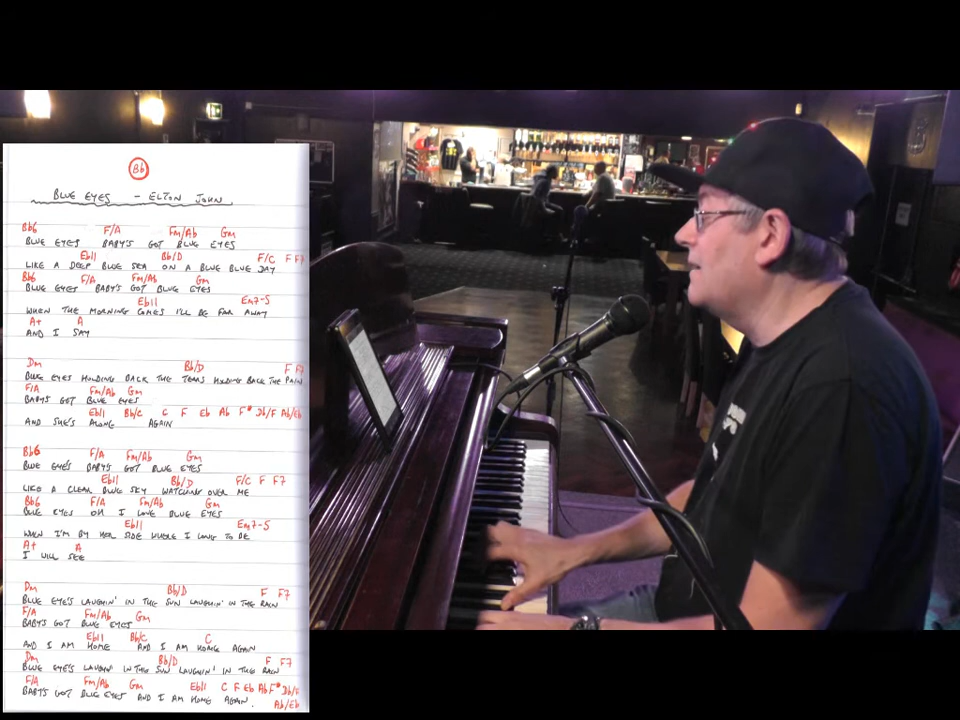 Bb
BLUE EYES - ELTON JOHN
Bb6 F/A Fm/Ab Gm
BLUE EYES BABY'S GOT BLUE EYES
Eb11 Bb/D F/C F F7
LIKE A DEEP BLUE SEA ON A BLUE BLUE DAY
Bb6 F/A Fm/Ab Gm
BLUE EYES BABY'S GOT BLUE EYES
Eb11 Em7-5
WHEN THE MORNING COMES I'LL BE FAR AWAY
A+ A
AND I SAY
Dm Bb/D F F7
BLUE EYES HOLDING BACK THE TEARS HOLDING BACK THE PAIN
F/A Fm/Ab Gm
BABY'S GOT BLUE EYES
Eb11 Bb/C C F Eb Ab F# Db/F Ab/Eb
AND SHE'S ALONE AGAIN
Bb6 F/A Fm/Ab Gm
BLUE EYES BABY'S GOT BLUE EYES
Eb11 Bb/D F/C F F7
LIKE A CLEAR BLUE SKY WATCHING OVER ME
Bb6 F/A Fm/Ab Gm
BLUE EYES OH I LOVE BLUE EYES
Eb11 Em7-5
WHEN I'M BY HER SIDE WHERE I LONG TO BE
A+ A
I WILL SEE
Dm Bb/D F F7
BLUE EYE'S LAUGHIN' IN THE SUN LAUGHIN' IN THE RAIN
F/A Fm/Ab Gm
BABY'S GOT BLUE EYES
Eb11 Bb/C C
AND I AM HOME AND I AM HOME AGAIN
Dm Bb/D F F7
BLUE EYE'S LAUGHIN' IN THE SUN LAUGHIN' IN THE RAIN
F/A Fm/Ab Gm Eb11 C F Eb Ab F# Db/F
BABY'S GOT BLUE EYES AND I AM HOME AGAIN. Ab/Eb